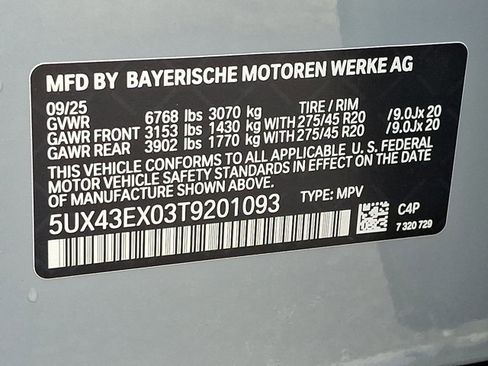 MFD BY BAYERISCHE MOTOREN WERKE AG
09/25
GVWR 6768 lbs 3070 kg TIRE / RIM
GAWR FRONT 3153 lbs 1430 kg WITH 275/45 R20 /9.0Jx 20
GAWR REAR 3902 lbs 1770 kg WITH 275/45 R20 /9.0Jx 20
THIS VEHICLE CONFORMS TO ALL APPLICABLE U. S. FEDERAL
MOTOR VEHICLE SAFETY STANDARDS IN EFFECT ON THE DATE
OF MANUFACTURE SHOWN ABOVE.
5UX43EX03T9201093 TYPE: MPV
C4P
7 320 729